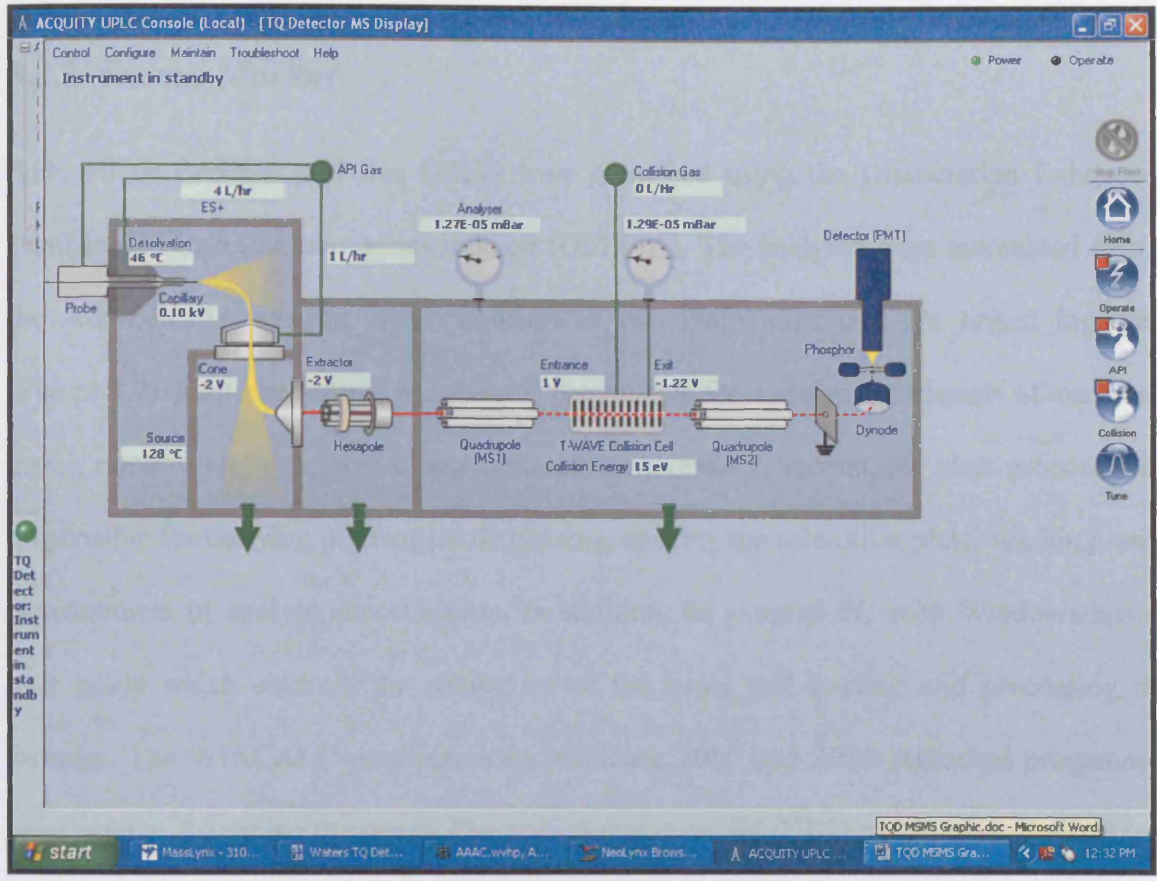 ACQUITY UPLC Console (Local) - [TQ Detector MS Display]
Control Configure Maintain Troubleshoot Help
Power Operate
Instrument in standby
API Gas
Collision Gas
0 L/Hr
4 L/hr
ES+
Analyser
1.27E-05 mBar
1.29E-05 mBar
Detector (PMT)
Desolvation
46 °C
1 L/hr
Probe
Capillary
0.10 kV
Home
Operate
Phosphor
Cone
-2 V
Extractor
-2 V
Entrance
1 V
Exit
-1.22 V
API
Source
128 °C
Hexapole
Quadrupole
(MS1)
T-WAVE Collision Cell
Collision Energy 15 eV
Quadrupole
(MS2)
Dynode
Collision
Tune
TQ
Det
ect
or:
Inst
rum
ent
in
sta
ndb
y
TQD MSMS Graphic.doc - Microsoft Word
start
MassLynx - 310...
Waters TQ Det...
AAAC.wvhp, A...
NeoLynx Brows...
ACQUITY UPLC ...
TQD MSMS Gra...
12:32 PM